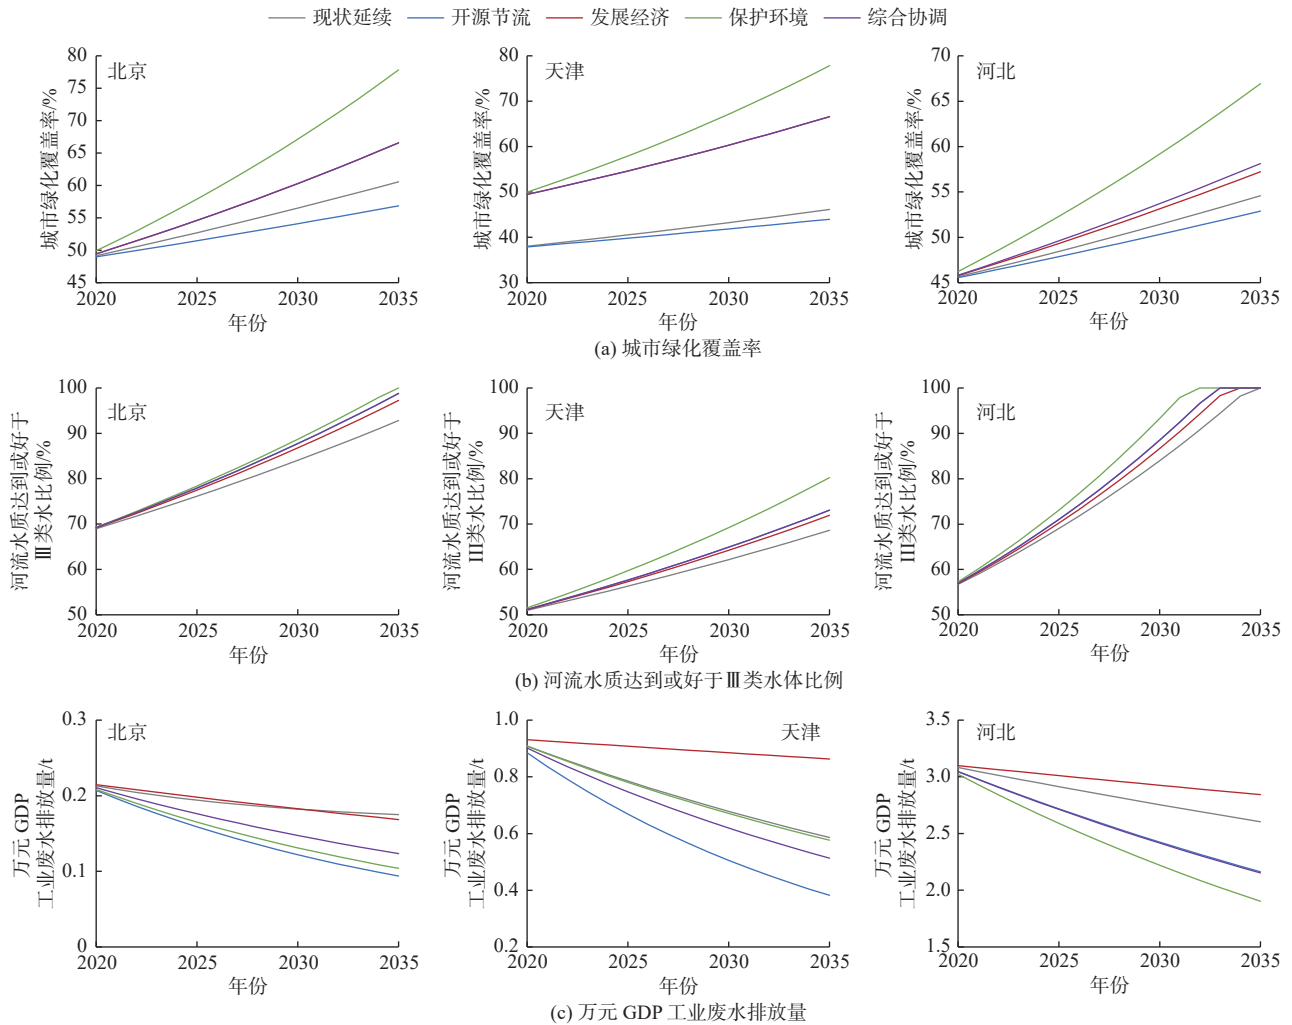 现状延续 开源节流 发展经济 保护环境 综合协调
北京
城市绿化覆盖率/%
80
75
70
65
60
55
50
45
2020 2025 2030 2035
年份
天津
城市绿化覆盖率/%
80
70
60
50
40
30
2020 2025 2030 2035
年份
河北
城市绿化覆盖率/%
70
65
60
55
50
45
2020 2025 2030 2035
年份
(a) 城市绿化覆盖率
北京
河流水质达到或好于
Ⅲ类水比例/%
100
90
80
70
60
50
2020 2025 2030 2035
年份
天津
河流水质达到或好于
III类水比例/%
100
90
80
70
60
50
2020 2025 2030 2035
年份
河北
河流水质达到或好于
III类水比例/%
100
90
80
70
60
50
2020 2025 2030 2035
年份
(b) 河流水质达到或好于Ⅲ类水体比例
北京
万元 GDP
工业废水排放量/t
0.3
0.2
0.1
0
2020 2025 2030 2035
年份
天津
万元 GDP
工业废水排放量/t
1.0
0.8
0.6
0.4
0.2
2020 2025 2030 2035
年份
河北
万元 GDP
工业废水排放量/t
3.5
3.0
2.5
2.0
1.5
2020 2025 2030 2035
年份
(c) 万元 GDP 工业废水排放量